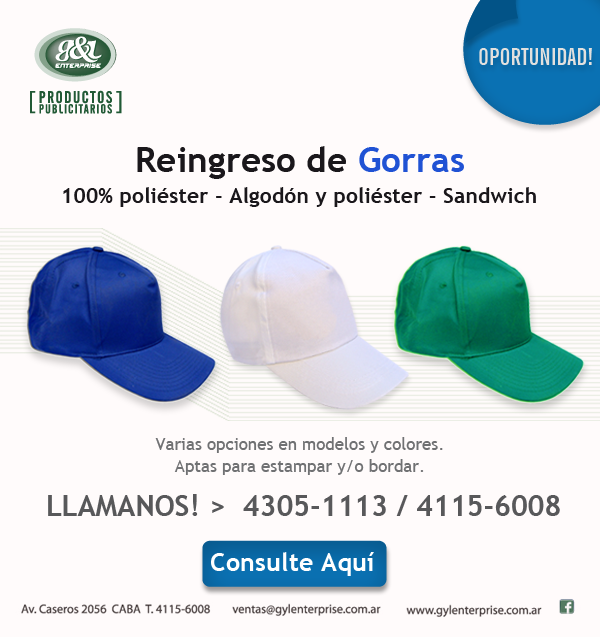 g&l
ENTERPRISE
[PRODUCTOS
PUBLICITARIOS]
OPORTUNIDAD!
Reingreso de Gorras
100% poliéster - Algodón y poliéster - Sandwich
Varias opciones en modelos y colores.
Aptas para estampar y/o bordar.
LLAMANOS! > 4305-1113 / 4115-6008
Consulte Aquí
Av. Caseros 2056 CABA T. 4115-6008 ventas@gylenterprise.com.ar www.gylenterprise.com.ar f